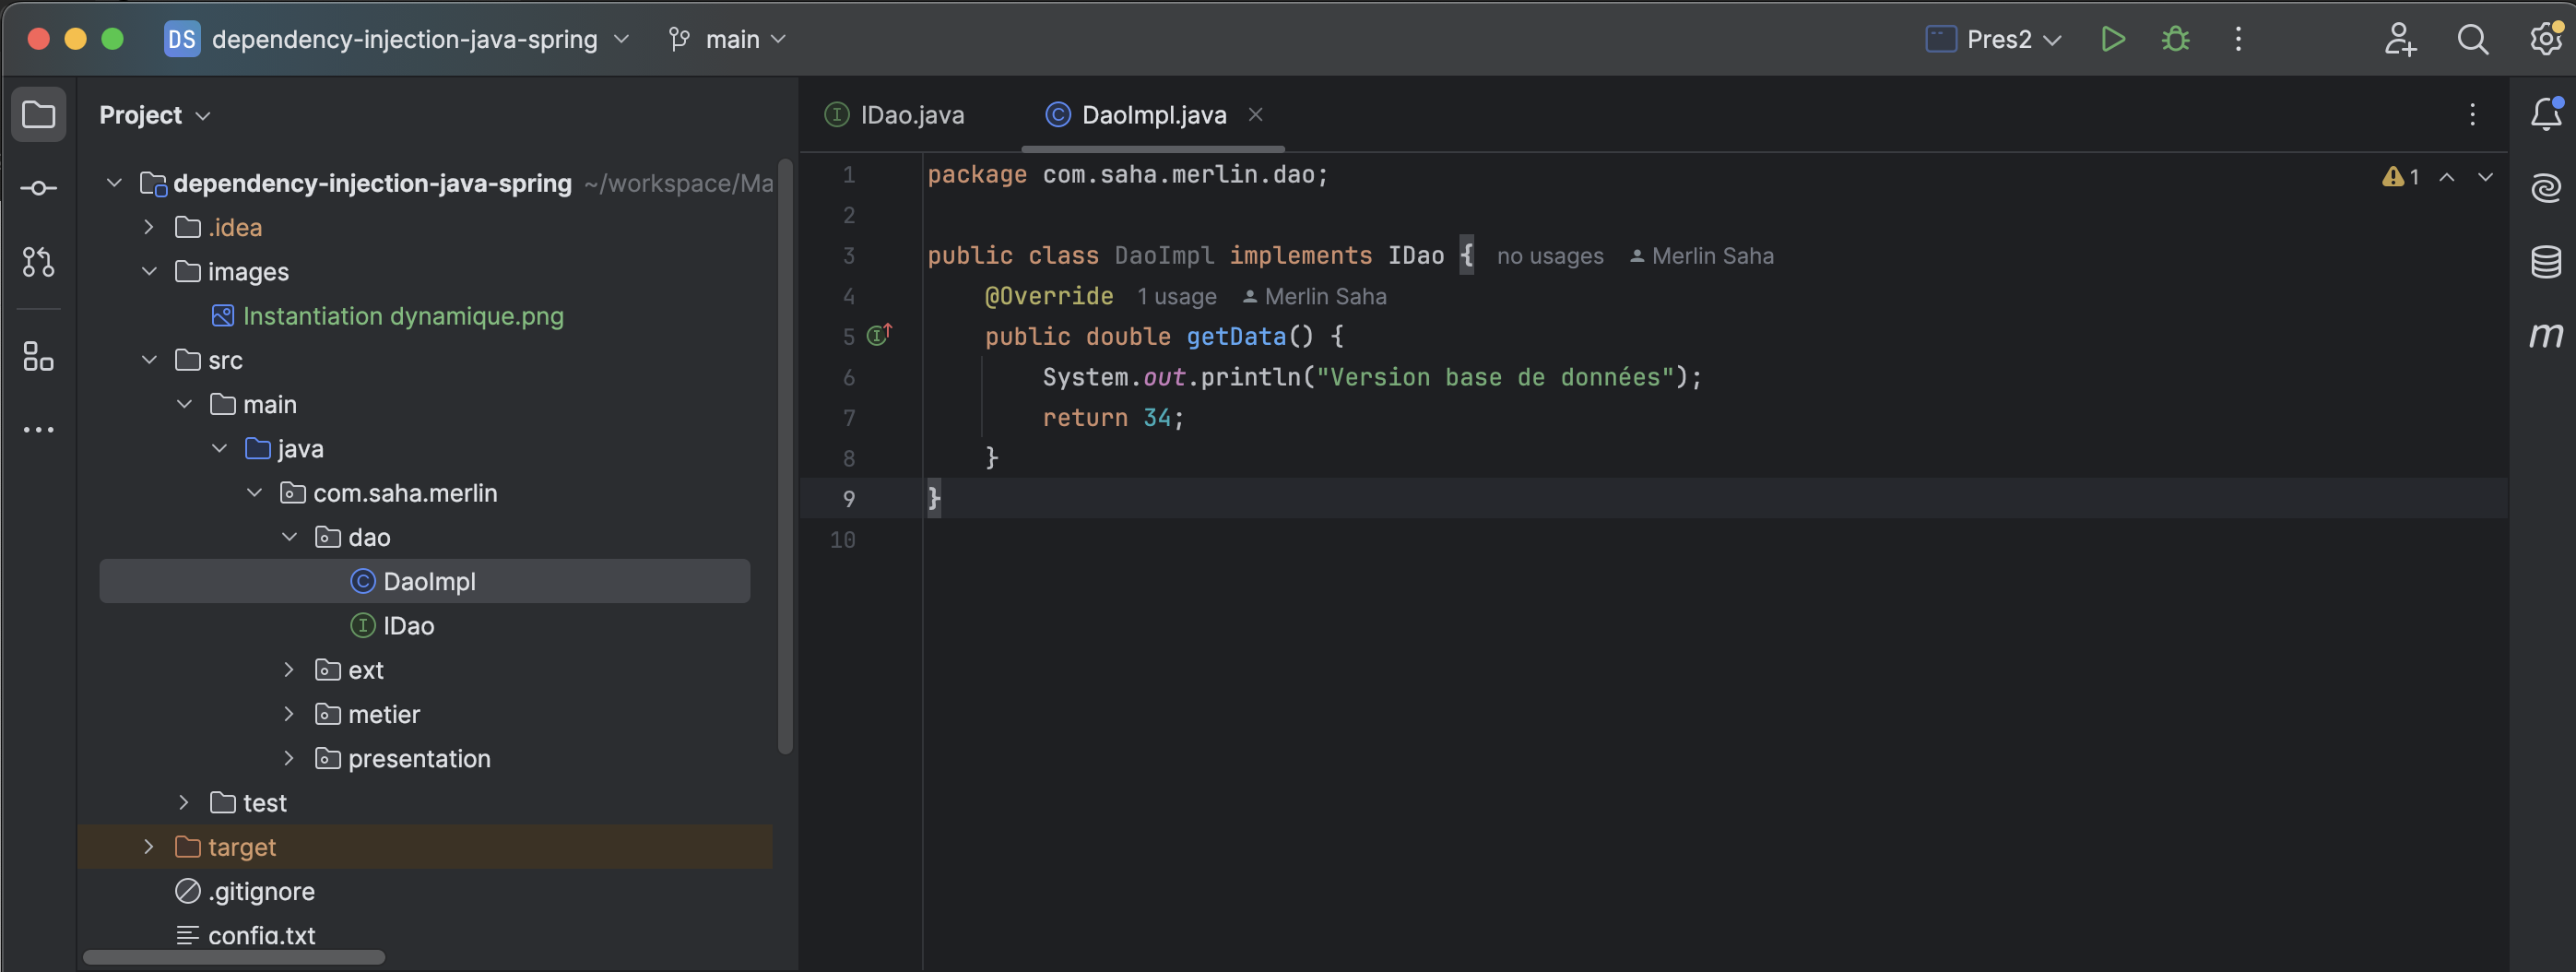 DS dependency-injection-java-spring main Pres2
Project
dependency-injection-java-spring ~/workspace/Ma
.idea
images
Instantiation dynamique.png
src
main
java
com.saha.merlin
dao
DaoImpl
IDao
ext
metier
presentation
test
target
.gitignore
config.txt
IDao.java DaoImpl.java
1 package com.saha.merlin.dao;
2
3 public class DaoImpl implements IDao { no usages Merlin Saha
4 @Override 1 usage Merlin Saha
5 public double getData() {
6 System.out.println("Version base de données");
7 return 34;
8 }
9 }
10
1
m